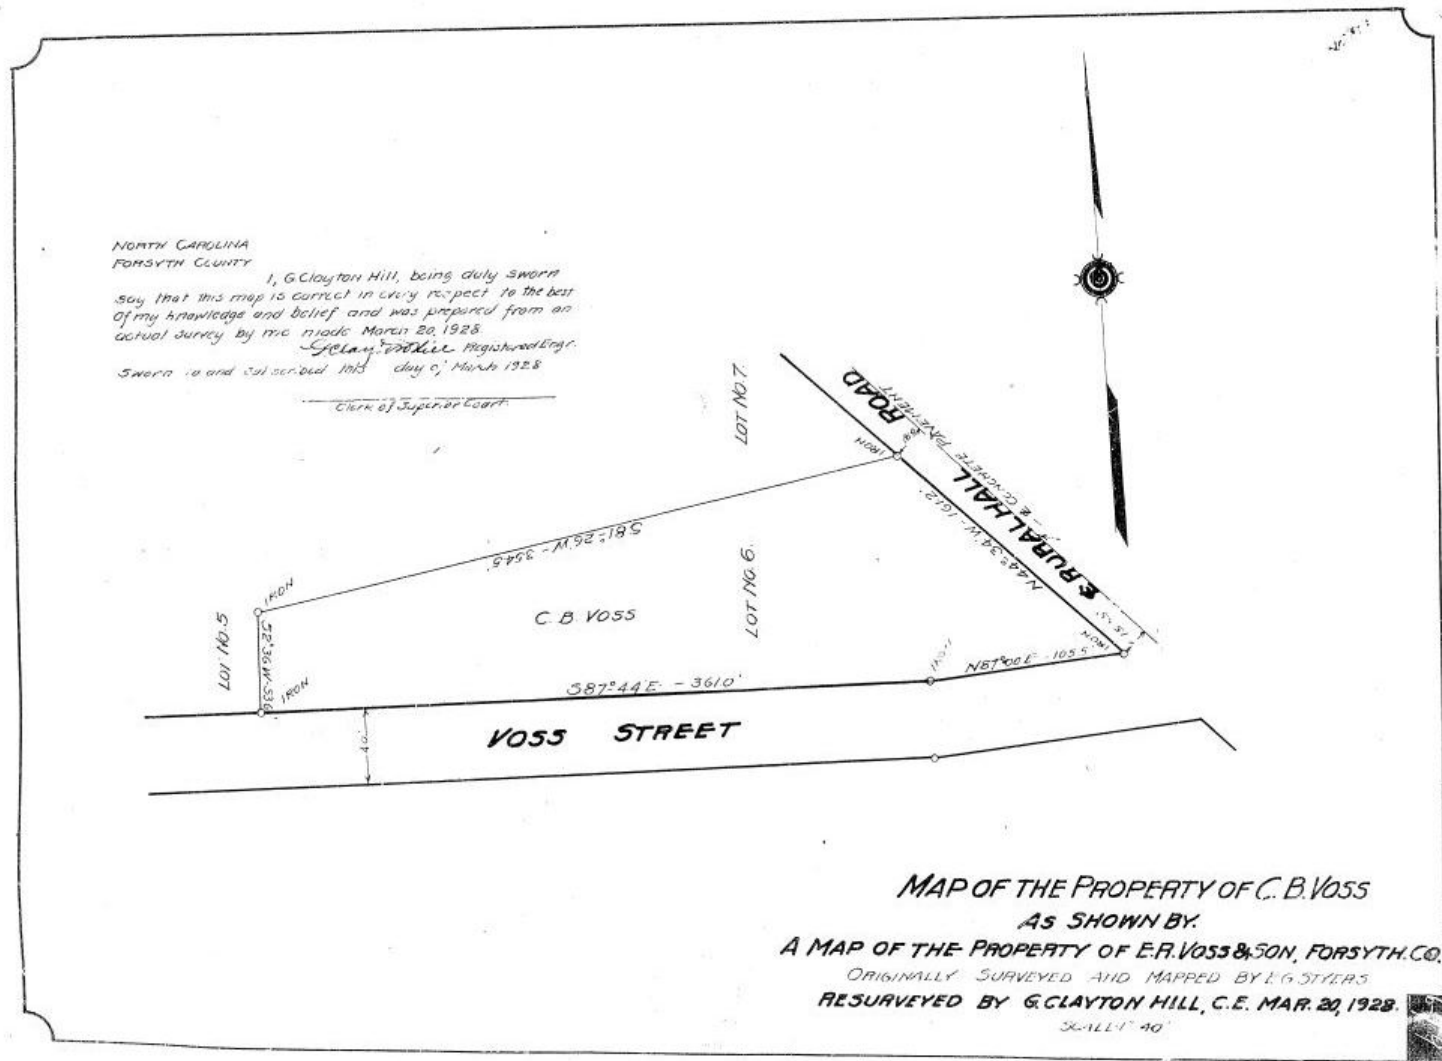 NORTH CAROLINA
FORSYTH COUNTY
I, G Clayton Hill, being duly sworn
say that this map is correct in every respect to the best
of my knowledge and belief and was prepared from an
actual survey by me made March 20, 1928.
Registered Engr.
Sworn to and subscribed this day of March 1928
Clerk of Superior Court.
LOT NO. 7.
ROAD
RURAL HALL
CONCRETE PAVEMENT
IRON
N44°34'W - 161.2'
S81°26'W - 354.5'
IRON
LOT NO. 6.
C. B. VOSS
LOT NO. 5
S2°36'W-53.6'
IRON
IRON
IRON
N87°00'E - 105.5'
S87°44'E. - 361.0'
VOSS STREET
40'
MAP OF THE PROPERTY OF C. B. VOSS
AS SHOWN BY.
A MAP OF THE PROPERTY OF E.R. VOSS & SON, FORSYTH. CO.
ORIGINALLY SURVEYED AND MAPPED BY E G STYERS
RESURVEYED BY G. CLAYTON HILL, C.E. MAR. 20, 1928.
SCALE 1" 40'